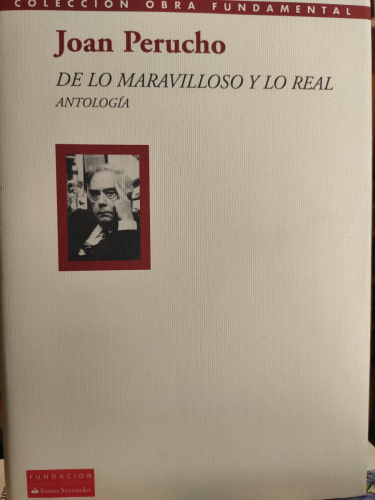 COLECCIÓN OBRA FUNDAMENTAL
Joan Perucho
DE LO MARAVILLOSO Y LO REAL
ANTOLOGÍA
FUNDACIÓN
Banco Santander